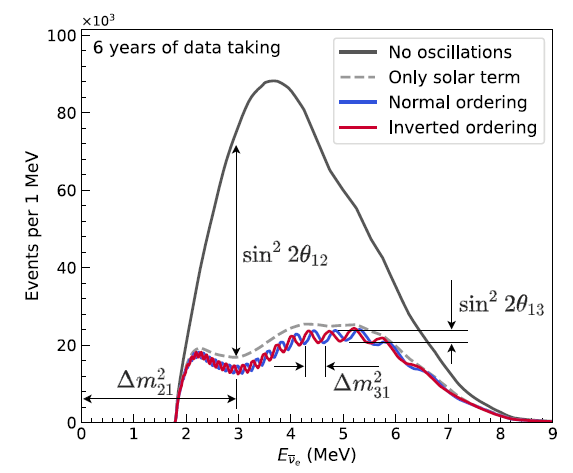 ×10³
100
80
60
40
20
0
Events per 1 MeV
6 years of data taking
No oscillations
Only solar term
Normal ordering
Inverted ordering
sin² 2θ₁₂
sin² 2θ₁₃
Δm²₂₁
Δm²₃₁
0 1 2 3 4 5 6 7 8 9
E_ν̄ₑ (MeV)